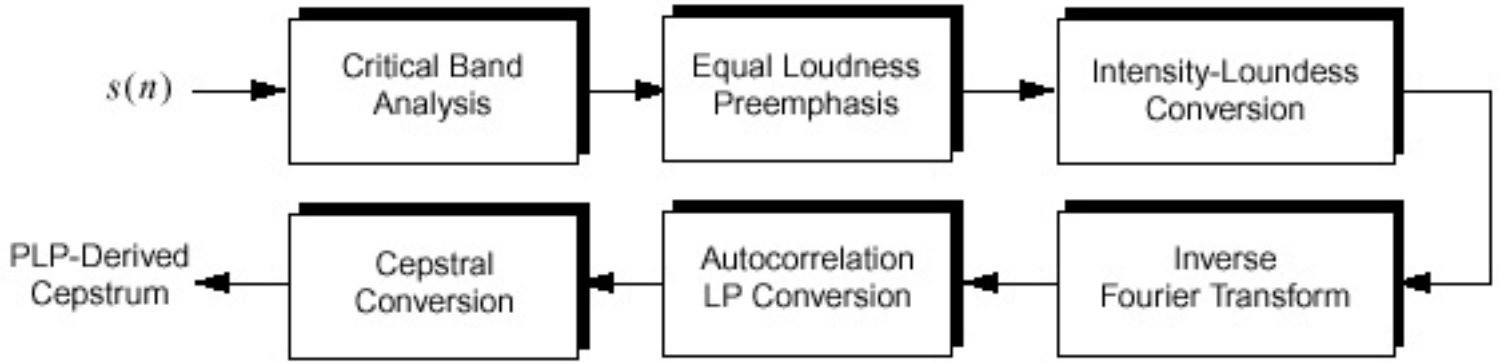 s(n)
Critical Band
Analysis
Equal Loudness
Preemphasis
Intensity-Loundess
Conversion
Inverse
Fourier Transform
Autocorrelation
LP Conversion
Cepstral
Conversion
PLP-Derived
Cepstrum